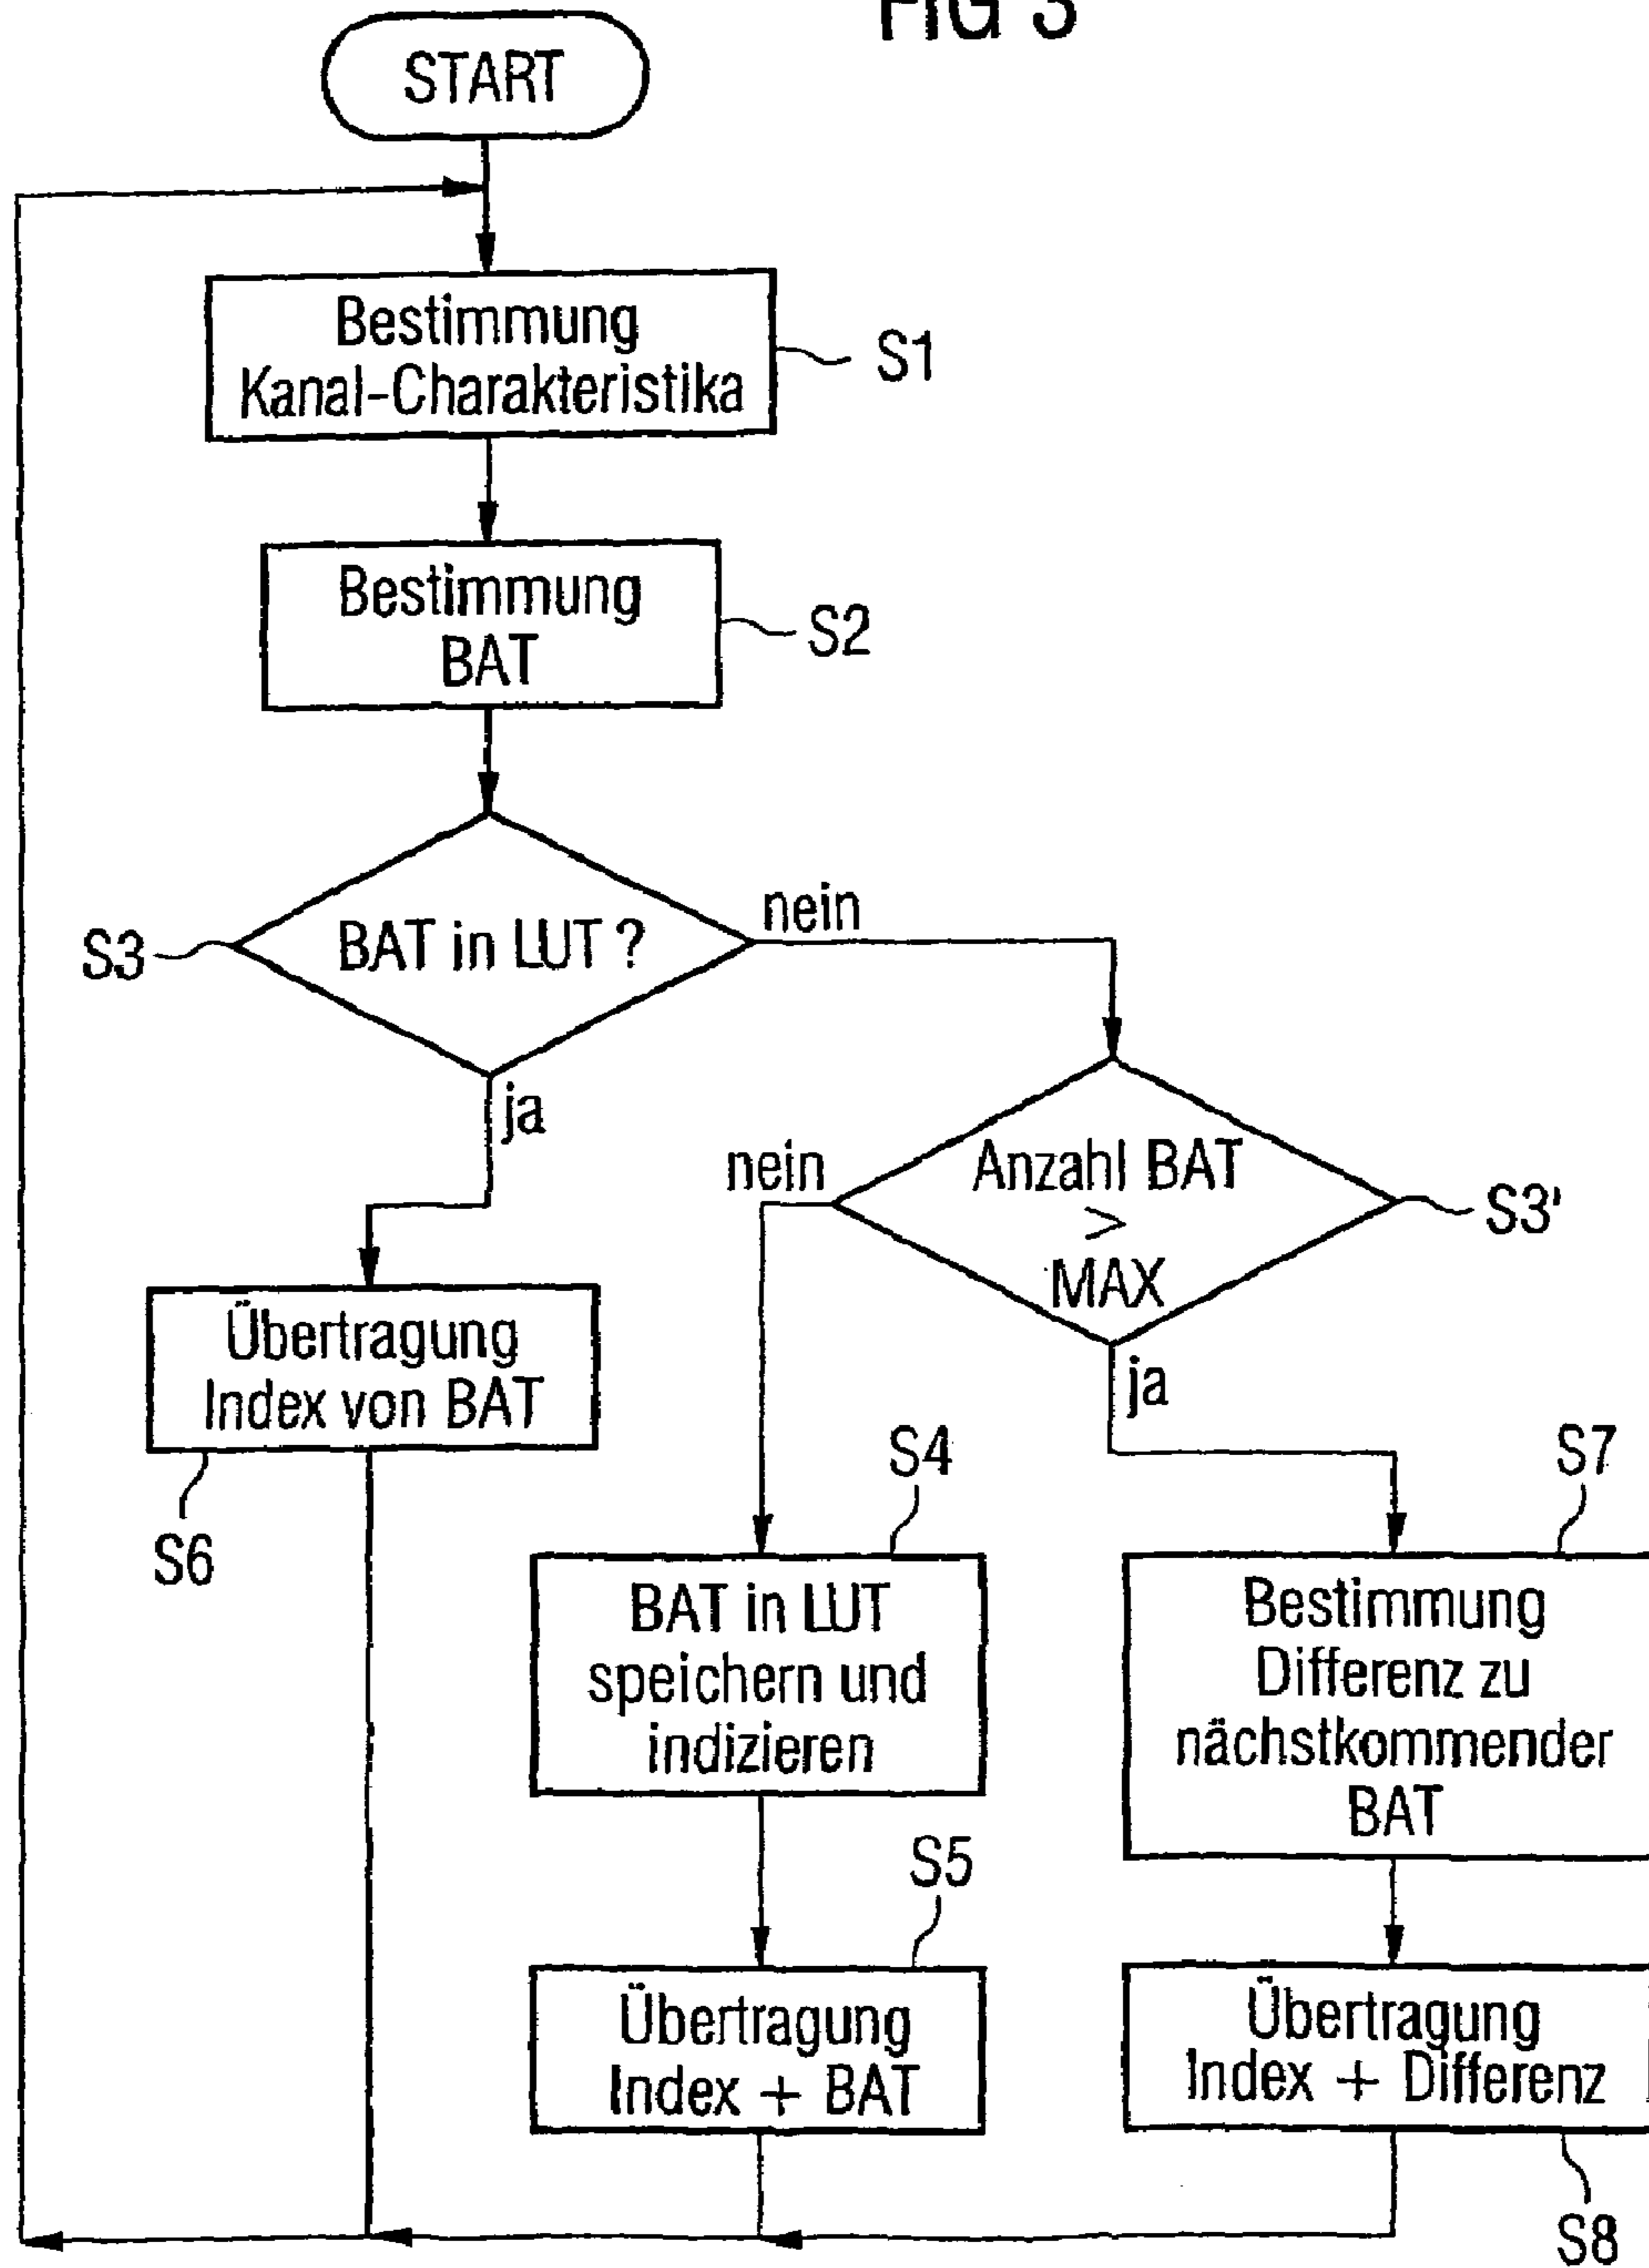 FIG 3
START
Bestimmung
Kanal-Charakteristika
S1
Bestimmung
BAT
S2
BAT in LUT ?
S3
nein
ja
Anzahl BAT
>
MAX
S3'
nein
ja
Übertragung
Index von BAT
S6
S4
BAT in LUT
speichern und
indizieren
S7
Bestimmung
Differenz zu
nächstkommender
BAT
S5
Übertragung
Index + BAT
Übertragung
Index + Differenz
S8